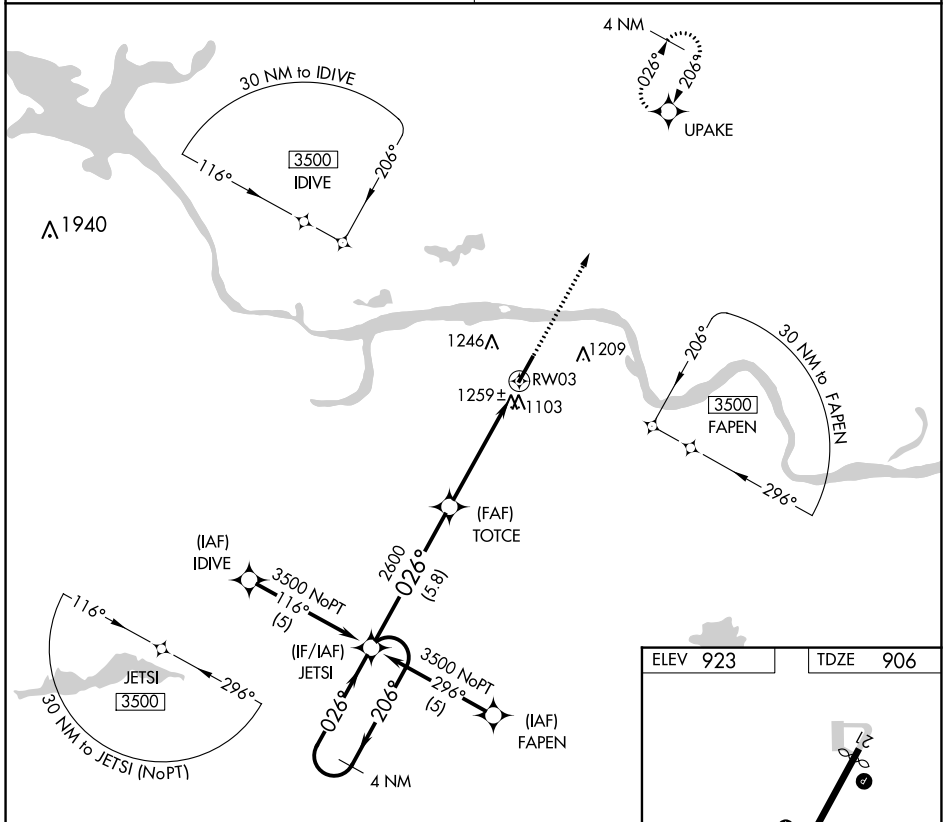 4 NM
026°
206°
UPAKE
30 NM to IDIVE
3500
IDIVE
116°
206°
1940
1246
1209
RW03
1259±
1103
206°
30 NM to FAPEN
3500
FAPEN
296°
(FAF)
TOTCE
2600
026°
(5.8)
(IAF)
IDIVE
3500 NoPT
116°
(5)
(IF/IAF)
JETSI
3500 NoPT
296°
(5)
(IAF)
FAPEN
026°
206°
4 NM
116°
JETSI
3500
296°
30 NM to JETSI (NoPT)
ELEV 923
TDZE 906
21
P